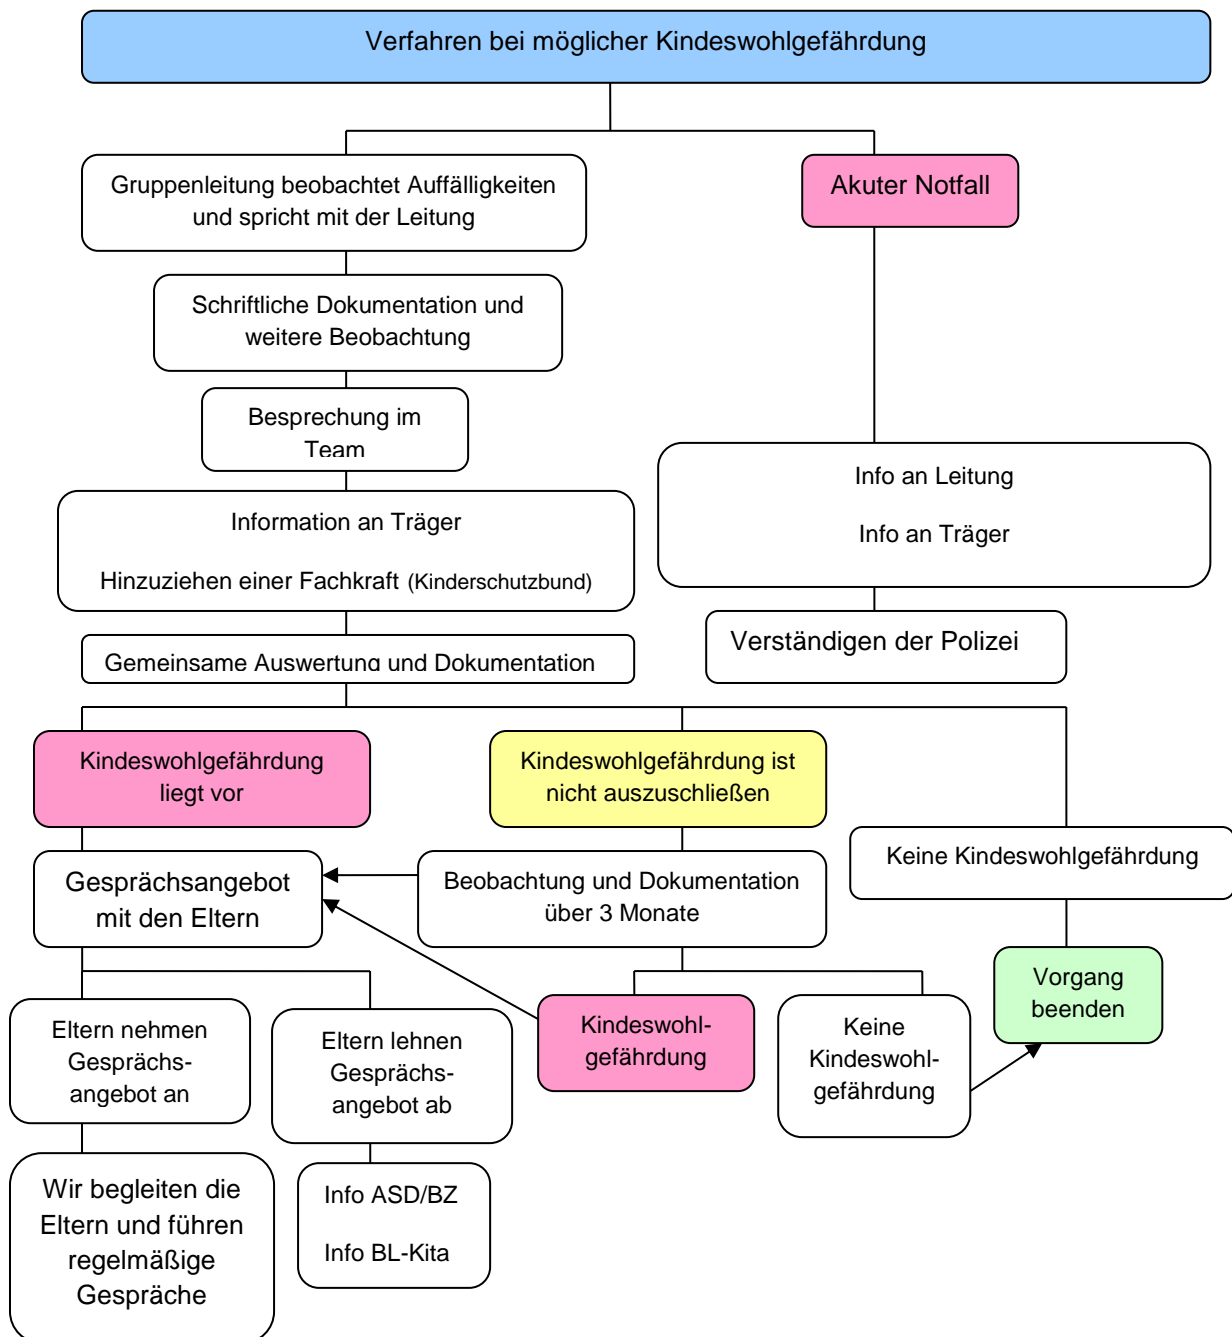 Verfahren bei möglicher Kindeswohlgefährdung
Gruppenleitung beobachtet Auffälligkeiten
und spricht mit der Leitung
Akuter Notfall
Schriftliche Dokumentation und
weitere Beobachtung
Besprechung im
Team
Info an Leitung
Info an Träger
Information an Träger
Hinzuziehen einer Fachkraft (Kinderschutzbund)
Verständigen der Polizei
Gemeinsame Auswertung und Dokumentation
Kindeswohlgefährdung
liegt vor
Kindeswohlgefährdung ist
nicht auszuschließen
Keine Kindeswohlgefährdung
Gesprächsangebot
mit den Eltern
Beobachtung und Dokumentation
über 3 Monate
Vorgang
beenden
Eltern nehmen
Gesprächs-
angebot an
Eltern lehnen
Gesprächs-
angebot ab
Kindeswohl-
gefährdung
Keine
Kindeswohl-
gefährdung
Wir begleiten die
Eltern und führen
regelmäßige
Gespräche
Info ASD/BZ
Info BL-Kita